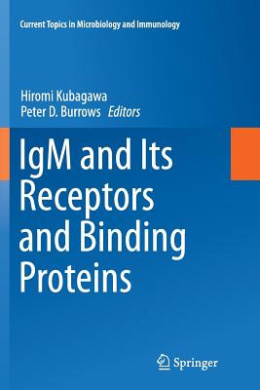 Current Topics in Microbiology and Immunology
Hiromi Kubagawa
Peter D. Burrows Editors
IgM and Its
Receptors
and Binding
Proteins
Springer